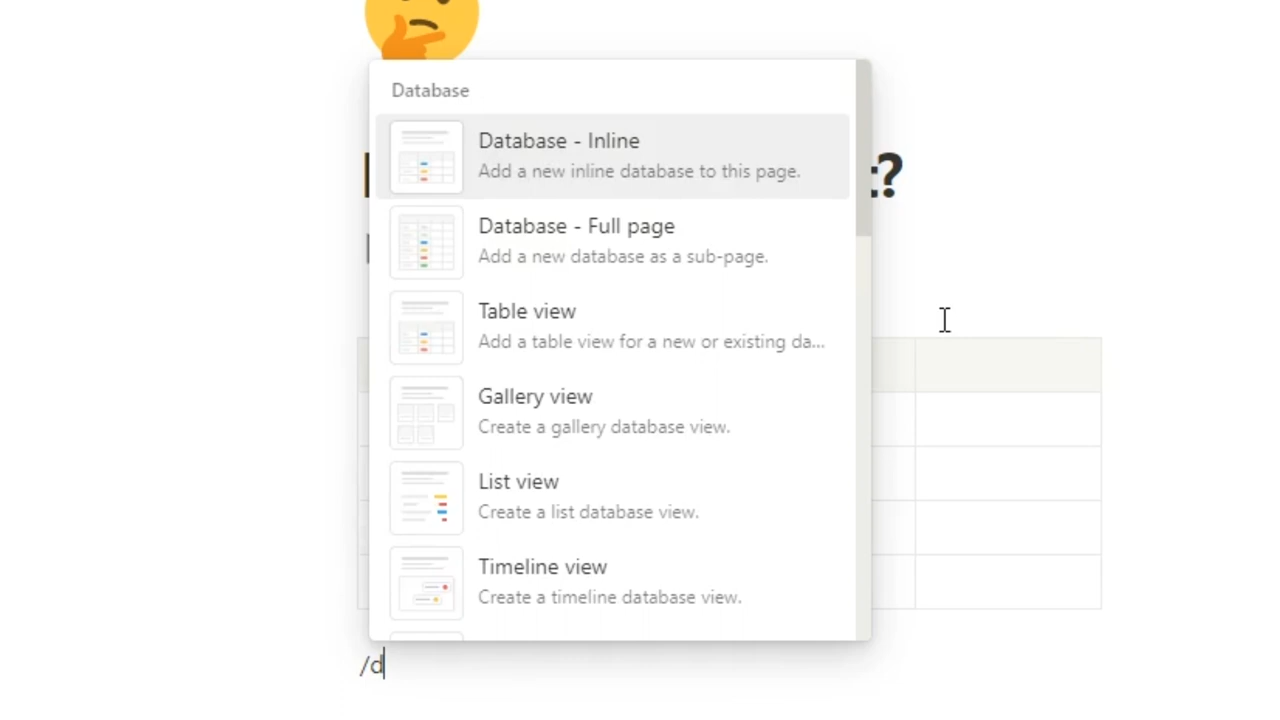 Database
Database - Inline
Add a new inline database to this page.
?
Database - Full page
Add a new database as a sub-page.
Table view
Add a table view for a new or existing da...
Gallery view
Create a gallery database view.
List view
Create a list database view.
Timeline view
Create a timeline database view.
/d